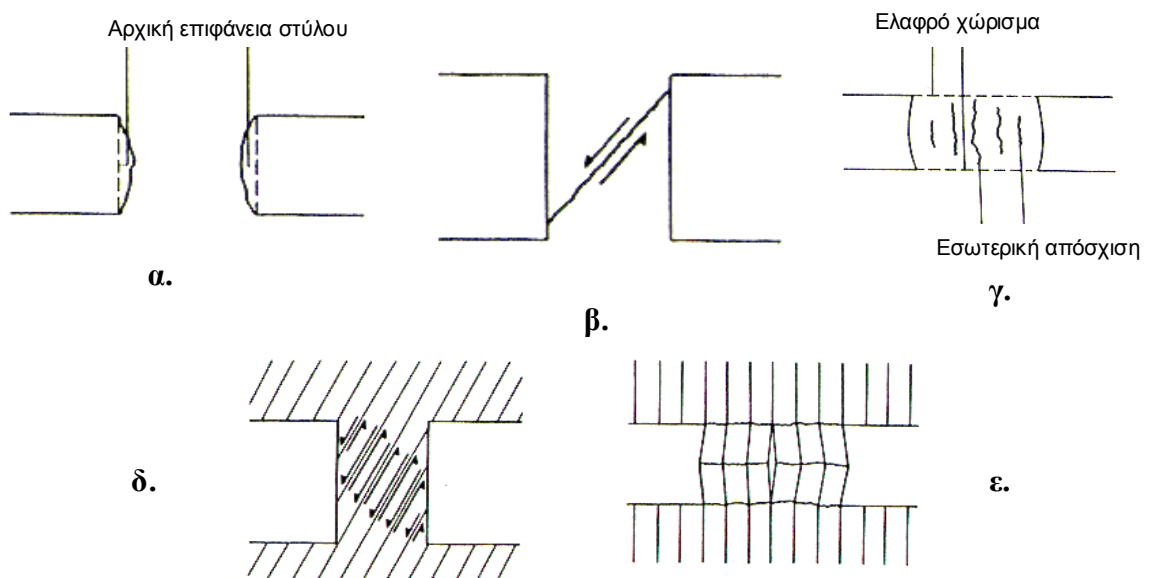 Αρχική επιφάνεια στύλου
Ελαφρό χώρισμα
Εσωτερική απόσχιση
α.
β.
γ.
δ.
ε.